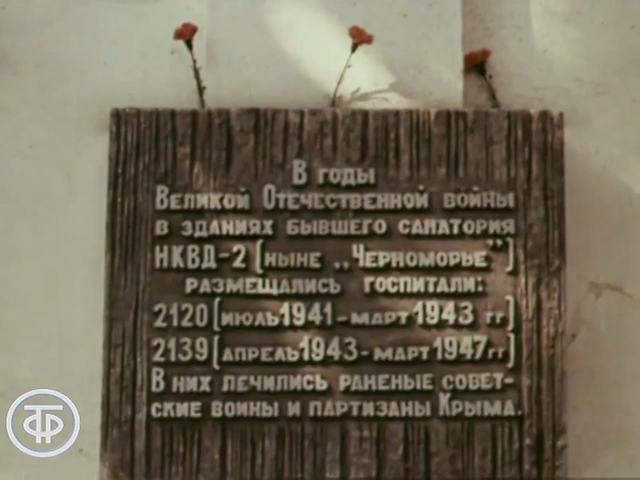 В годы
Великой Отечественной войны
в зданиях бывшего санатория
НКВД-2 (ныне „Черноморье")
размещались госпитали:
2120 (июль 1941 - март 1943 гг)
2139 (апрель 1943 - март 1947 гг)
В них лечились раненые совет-
ские воины и партизаны Крыма.